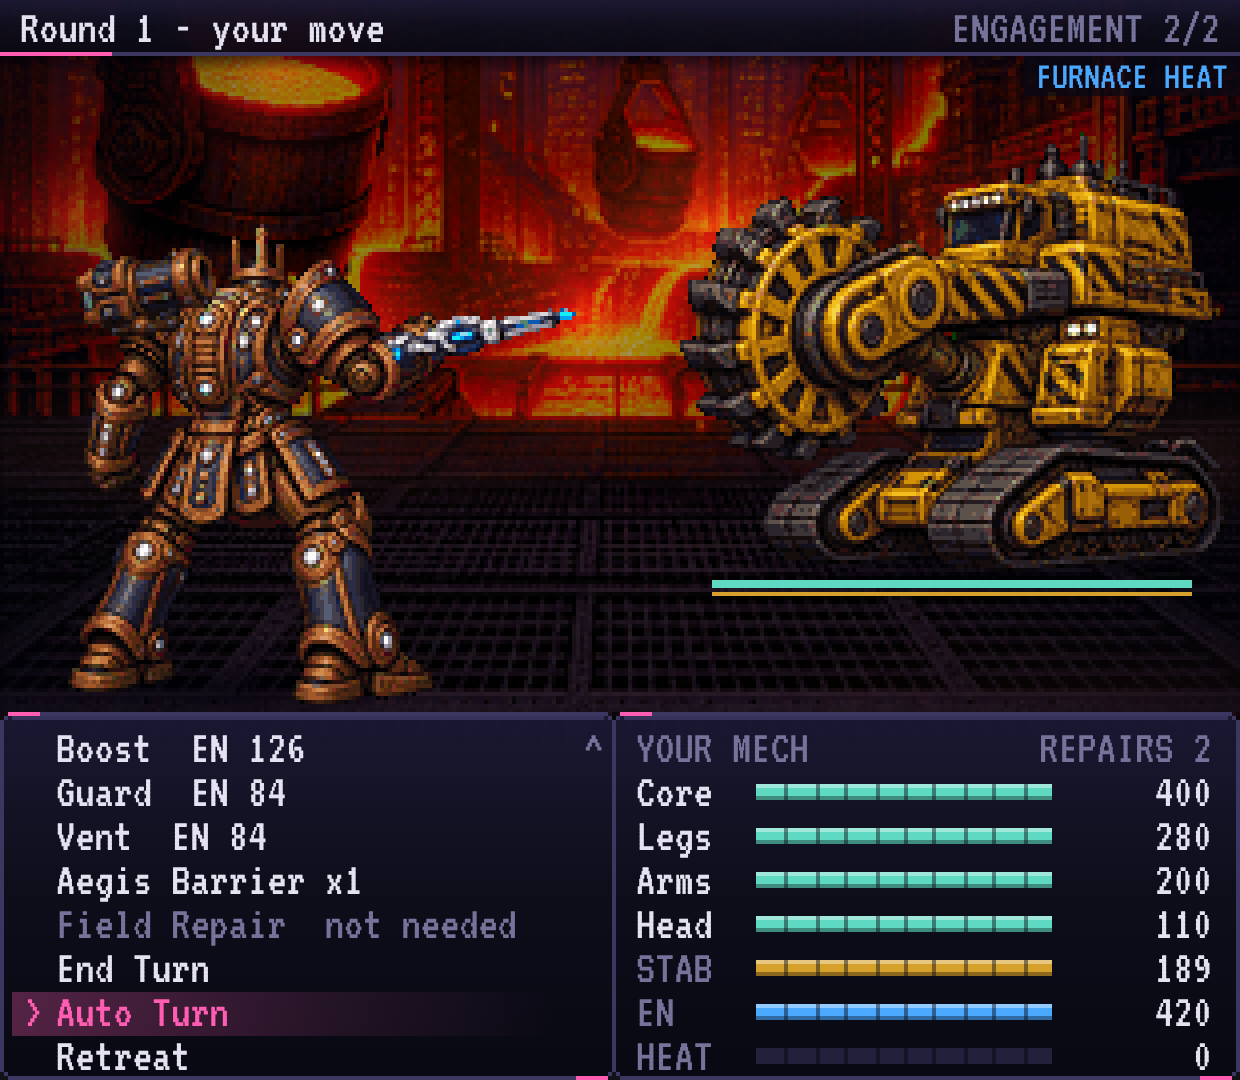 Round 1 - your move
ENGAGEMENT 2/2
FURNACE HEAT
Boost EN 126 ^
Guard EN 84
Vent EN 84
Aegis Barrier x1
Field Repair not needed
End Turn
> Auto Turn
Retreat
YOUR MECH REPAIRS 2
Core 400
Legs 280
Arms 200
Head 110
STAB 189
EN 420
HEAT 0